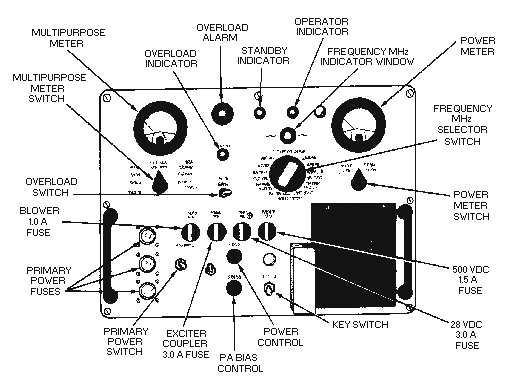 MULTIPURPOSE
METER
OVERLOAD
ALARM
OPERATOR
INDICATOR
OVERLOAD
INDICATOR
STANDBY
INDICATOR
FREQUENCY MHz
INDICATOR WINDOW
POWER
METER
MULTIPURPOSE
METER
SWITCH
FREQUENCY
MHz
SELECTOR
SWITCH
OVERLOAD
SWITCH
BLOWER
1.0 A
FUSE
POWER
METER SWITCH
PRIMARY
POWER
FUSES
500 VDC
1.5 A
FUSE
PRIMARY
POWER
SWITCH
EXCITER
COUPLER
3.0 A FUSE
PA BIAS
CONTROL
POWER
CONTROL
KEY SWITCH
28 VDC
3.0 A
FUSE